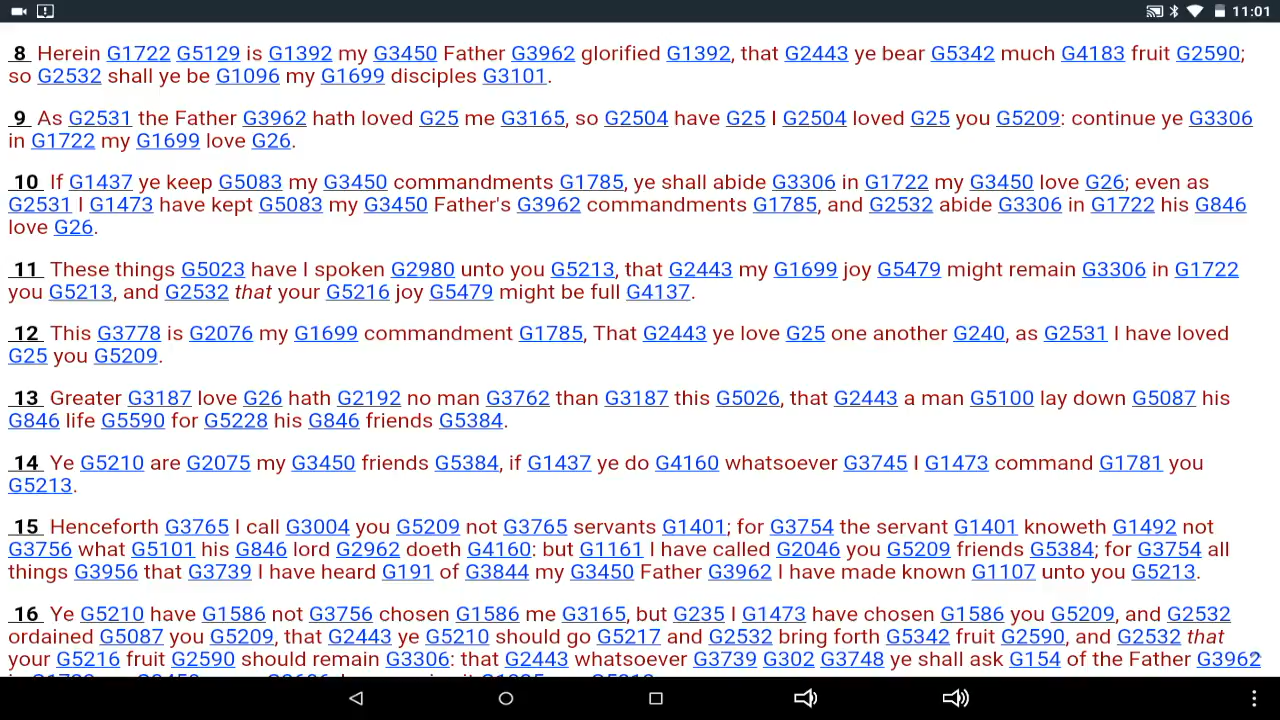 11:01
8 Herein G1722 G5129 is G1392 my G3450 Father G3962 glorified G1392, that G2443 ye bear G5342 much G4183 fruit G2590;
so G2532 shall ye be G1096 my G1699 disciples G3101.
9 As G2531 the Father G3962 hath loved G25 me G3165, so G2504 have G25 I G2504 loved G25 you G5209: continue ye G3306
in G1722 my G1699 love G26.
10 If G1437 ye keep G5083 my G3450 commandments G1785, ye shall abide G3306 in G1722 my G3450 love G26; even as
G2531 I G1473 have kept G5083 my G3450 Father's G3962 commandments G1785, and G2532 abide G3306 in G1722 his G846
love G26.
11 These things G5023 have I spoken G2980 unto you G5213, that G2443 my G1699 joy G5479 might remain G3306 in G1722
you G5213, and G2532 that your G5216 joy G5479 might be full G4137.
12 This G3778 is G2076 my G1699 commandment G1785, That G2443 ye love G25 one another G240, as G2531 I have loved
G25 you G5209.
13 Greater G3187 love G26 hath G2192 no man G3762 than G3187 this G5026, that G2443 a man G5100 lay down G5087 his
G846 life G5590 for G5228 his G846 friends G5384.
14 Ye G5210 are G2075 my G3450 friends G5384, if G1437 ye do G4160 whatsoever G3745 I G1473 command G1781 you
G5213.
15 Henceforth G3765 I call G3004 you G5209 not G3765 servants G1401; for G3754 the servant G1401 knoweth G1492 not
G3756 what G5101 his G846 lord G2962 doeth G4160: but G1161 I have called G2046 you G5209 friends G5384; for G3754 all
things G3956 that G3739 I have heard G191 of G3844 my G3450 Father G3962 I have made known G1107 unto you G5213.
16 Ye G5210 have G1586 not G3756 chosen G1586 me G3165, but G235 I G1473 have chosen G1586 you G5209, and G2532
ordained G5087 you G5209, that G2443 ye G5210 should go G5217 and G2532 bring forth G5342 fruit G2590, and G2532 that
your G5216 fruit G2590 should remain G3306: that G2443 whatsoever G3739 G302 G3748 ye shall ask G154 of the Father G3962